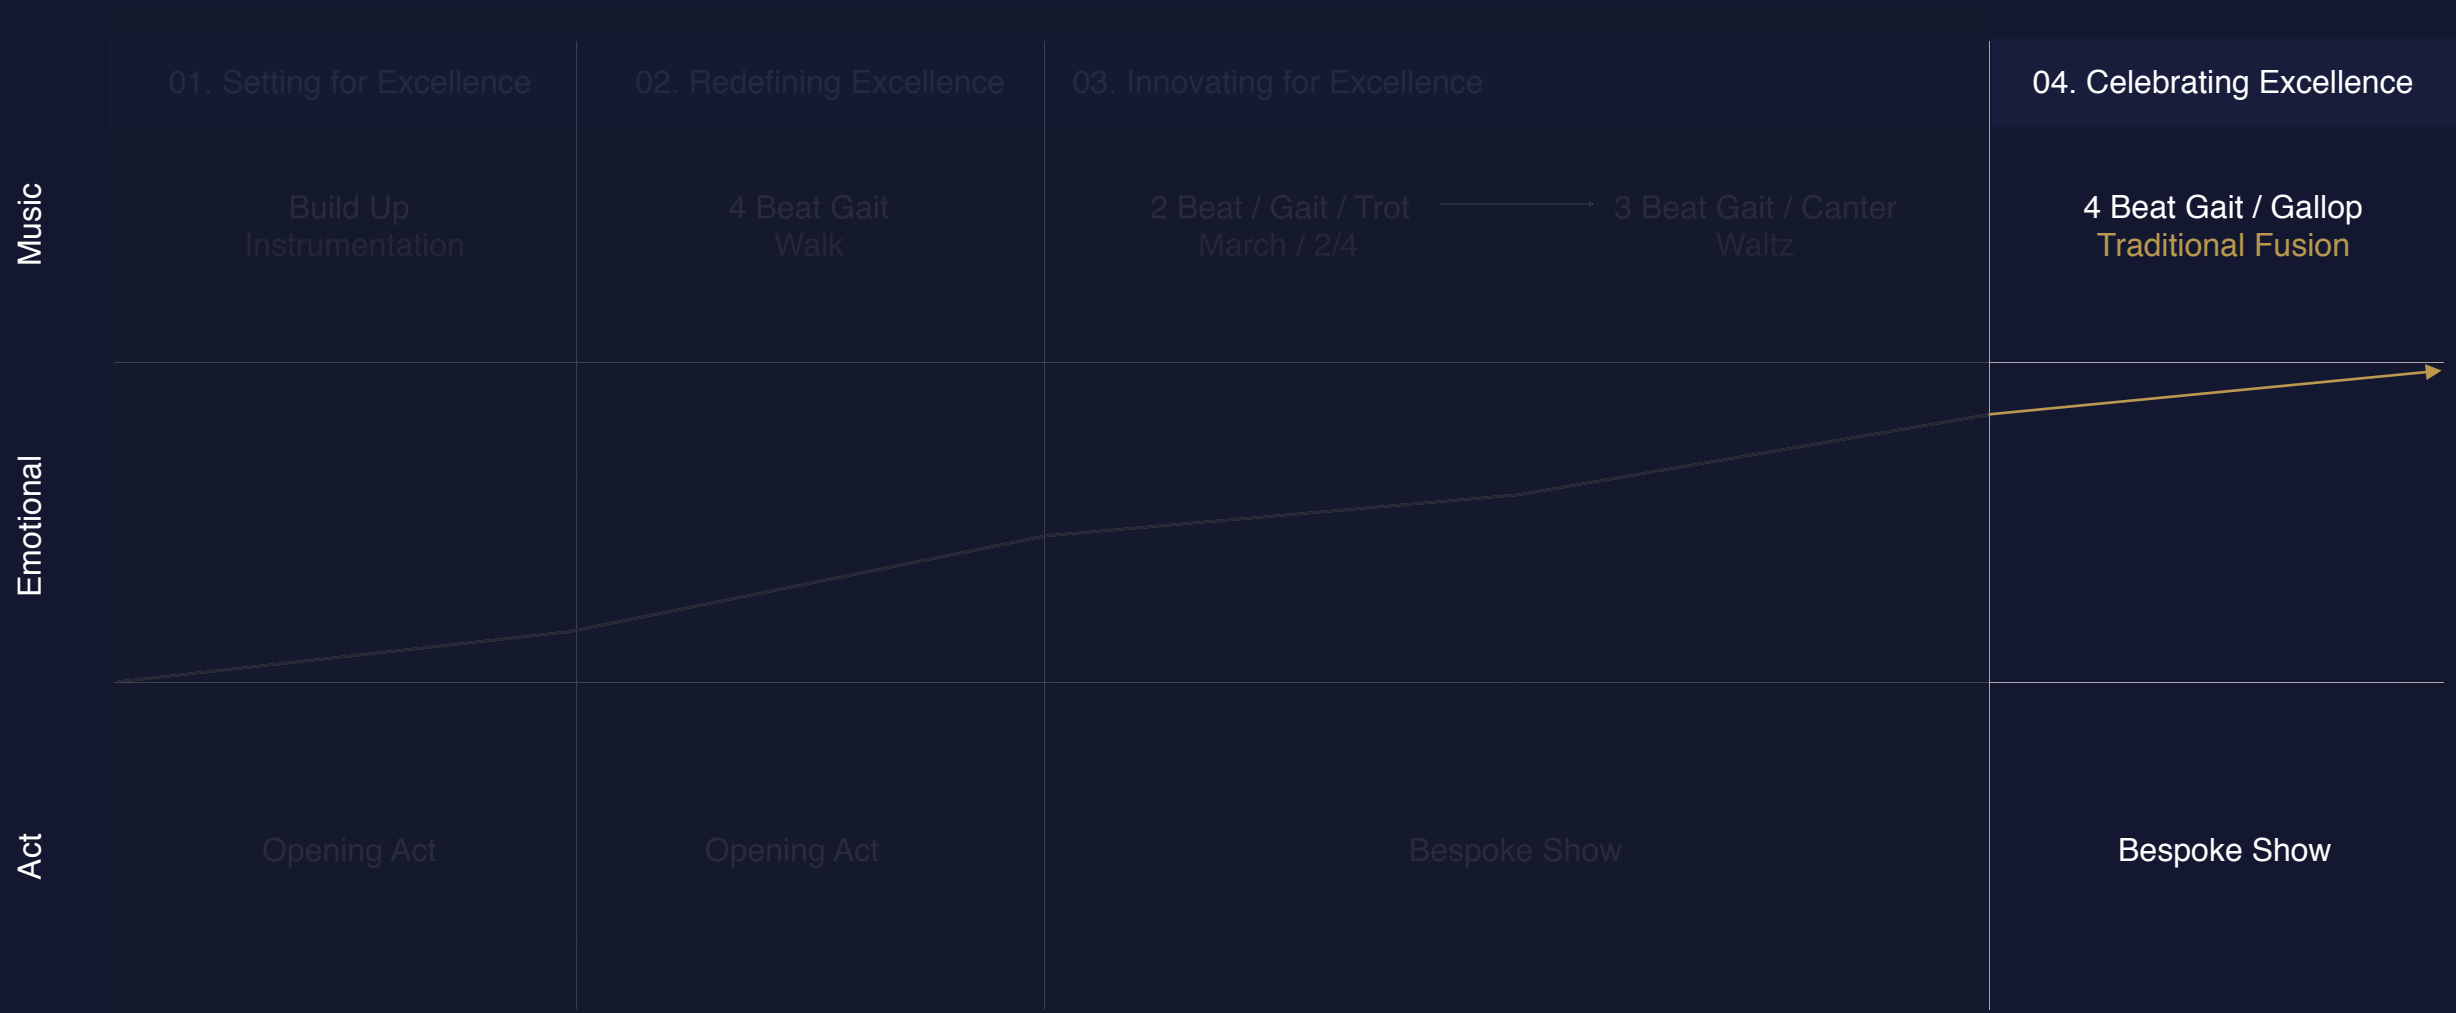 01. Setting for Excellence
02. Redefining Excellence
03. Innovating for Excellence
04. Celebrating Excellence
Music
Build Up
Instrumentation
4 Beat Gait
Walk
2 Beat / Gait / Trot
March / 2/4
3 Beat Gait / Canter
Waltz
4 Beat Gait / Gallop
Traditional Fusion
Emotional
Act
Opening Act
Opening Act
Bespoke Show
Bespoke Show